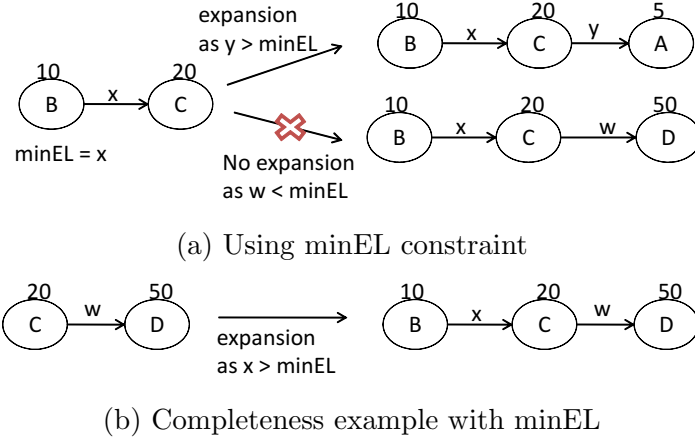 expansion
as y > minEL
10 20 5
B x C y A
10 20
B x C
minEL = x
10 20 50
B x C w D
No expansion
as w < minEL
(a) Using minEL constraint
20 50
C w D
expansion
as x > minEL
10 20 50
B x C w D
(b) Completeness example with minEL